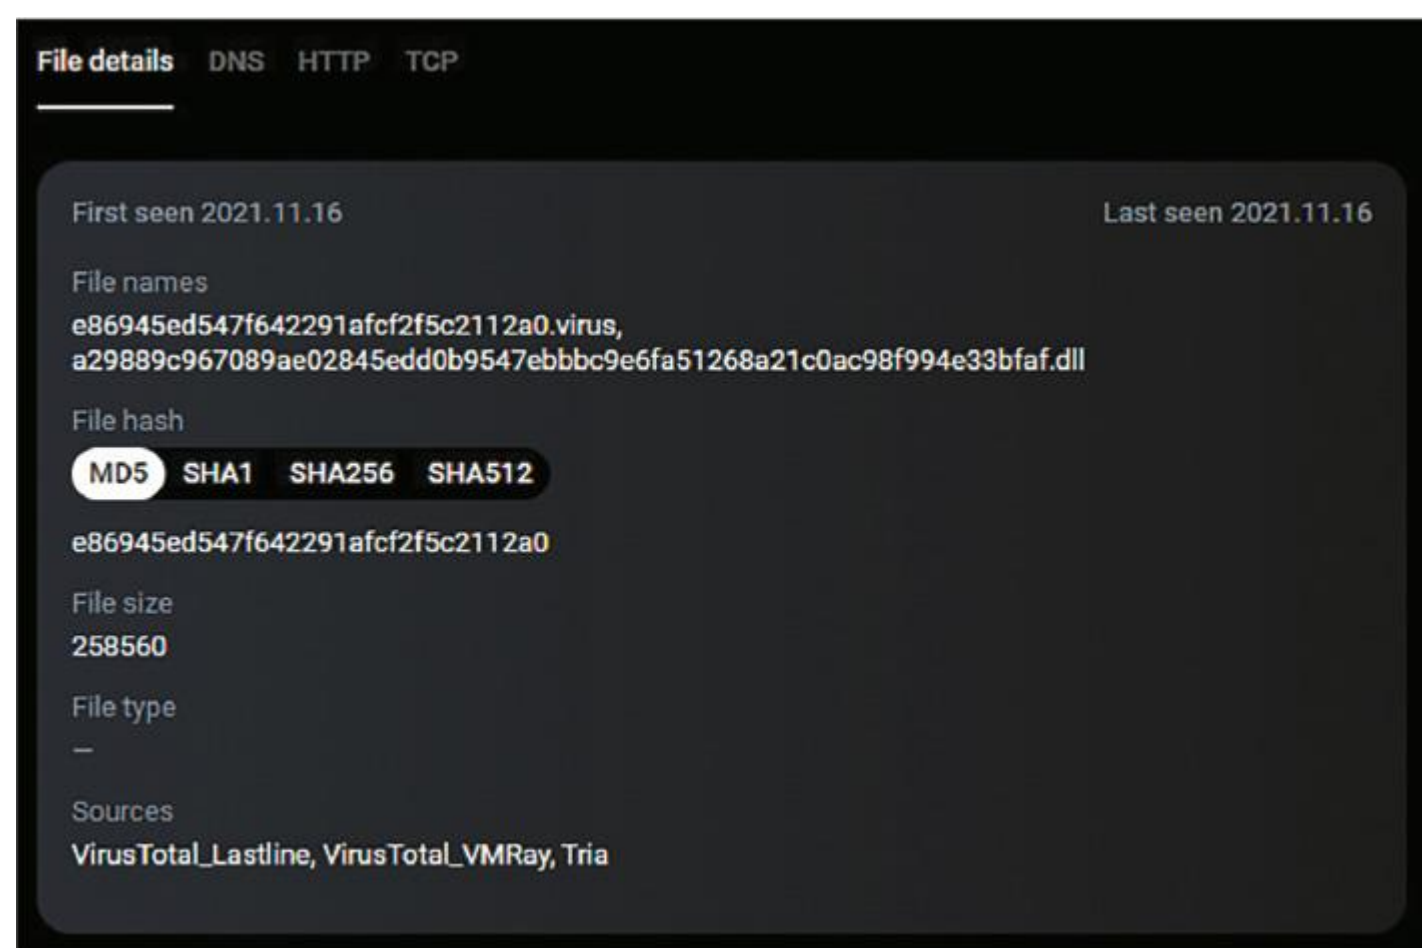 File details DNS HTTP TCP
First seen 2021.11.16 Last seen 2021.11.16
File names
e86945ed547f642291afcf2f5c2112a0.virus,
a29889c967089ae02845edd0b9547ebbbc9e6fa51268a21c0ac98f994e33bfaf.dll
File hash
MD5 SHA1 SHA256 SHA512
e86945ed547f642291afcf2f5c2112a0
File size
258560
File type
—
Sources
VirusTotal_Lastline, VirusTotal_VMRay, Tria